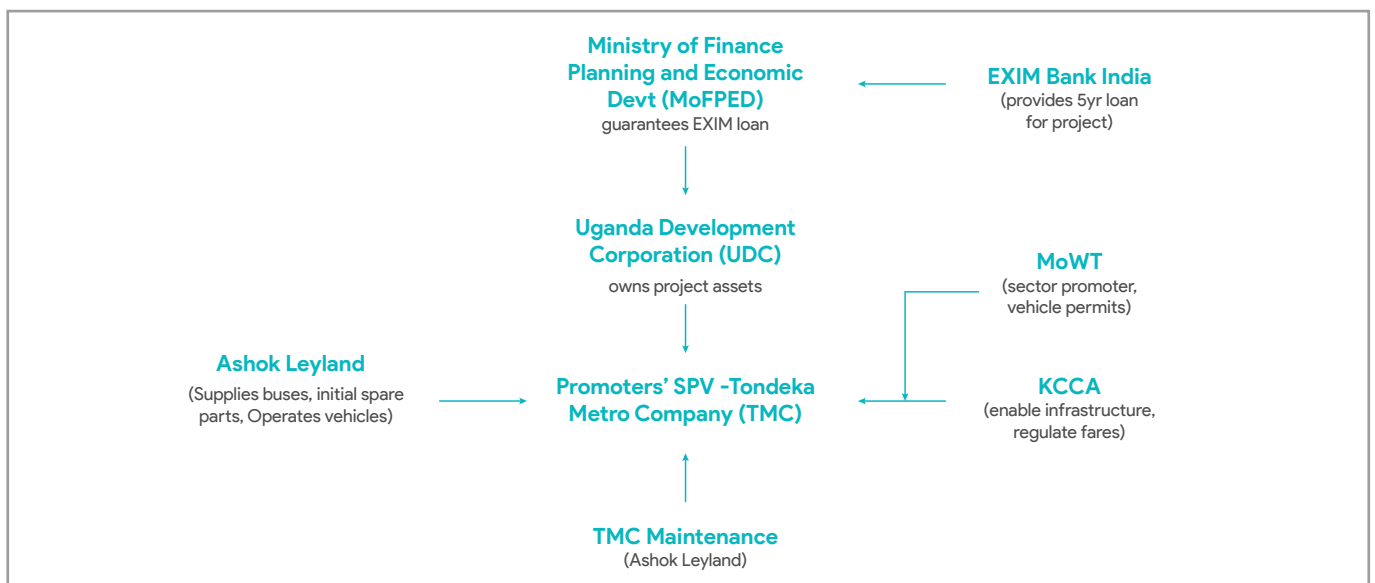 Ministry of Finance
Planning and Economic
Devt (MoFPED)
guarantees EXIM loan
EXIM Bank India
(provides 5yr loan
for project)
Uganda Development
Corporation (UDC)
owns project assets
MoWT
(sector promoter,
vehicle permits)
Ashok Leyland
(Supplies buses, initial spare
parts, Operates vehicles)
Promoters’ SPV -Tondeka
Metro Company (TMC)
KCCA
(enable infrastructure,
regulate fares)
TMC Maintenance
(Ashok Leyland)